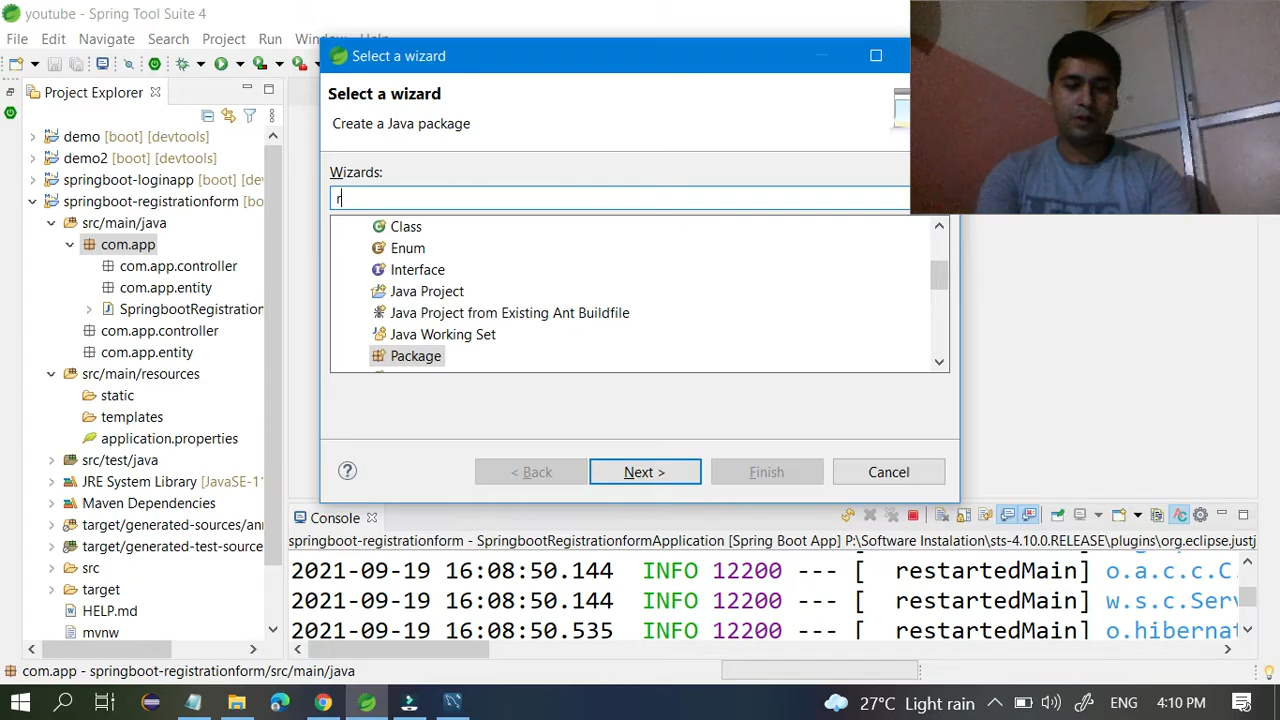 youtube - Spring Tool Suite 4
File Edit Navigate Search Project Run
Project Explorer
demo [boot] [devtools]
demo2 [boot] [devtools]
springboot-loginapp [boot] [de
springboot-registrationform [bo
src/main/java
com.app
com.app.controller
com.app.entity
SpringbootRegistration
com.app.controller
com.app.entity
src/main/resources
static
templates
application.properties
src/test/java
JRE System Library [JavaSE-1
Maven Dependencies
target/generated-sources/an
target/generated-test-source
src
target
HELP.md
mvnw
Select a wizard
Select a wizard
Create a Java package
Wizards:
r
Class
Enum
Interface
Java Project
Java Project from Existing Ant Buildfile
Java Working Set
Package
?
< Back Next > Finish Cancel
Console
springboot-registrationform - SpringbootRegistrationformApplication [Spring Boot App] P:\Software Instalation\sts-4.10.0.RELEASE\plugins\org.eclipse.justj
2021-09-19 16:08:50.144 INFO 12200 --- [ restartedMain] o.a.c.c.C.
2021-09-19 16:08:50.144 INFO 12200 --- [ restartedMain] w.s.c.Serv
2021-09-19 16:08:50.535 INFO 12200 --- [ restartedMain] o.hibernat
com.app - springboot-registrationform/src/main/java
27°C Light rain ENG 4:10 PM